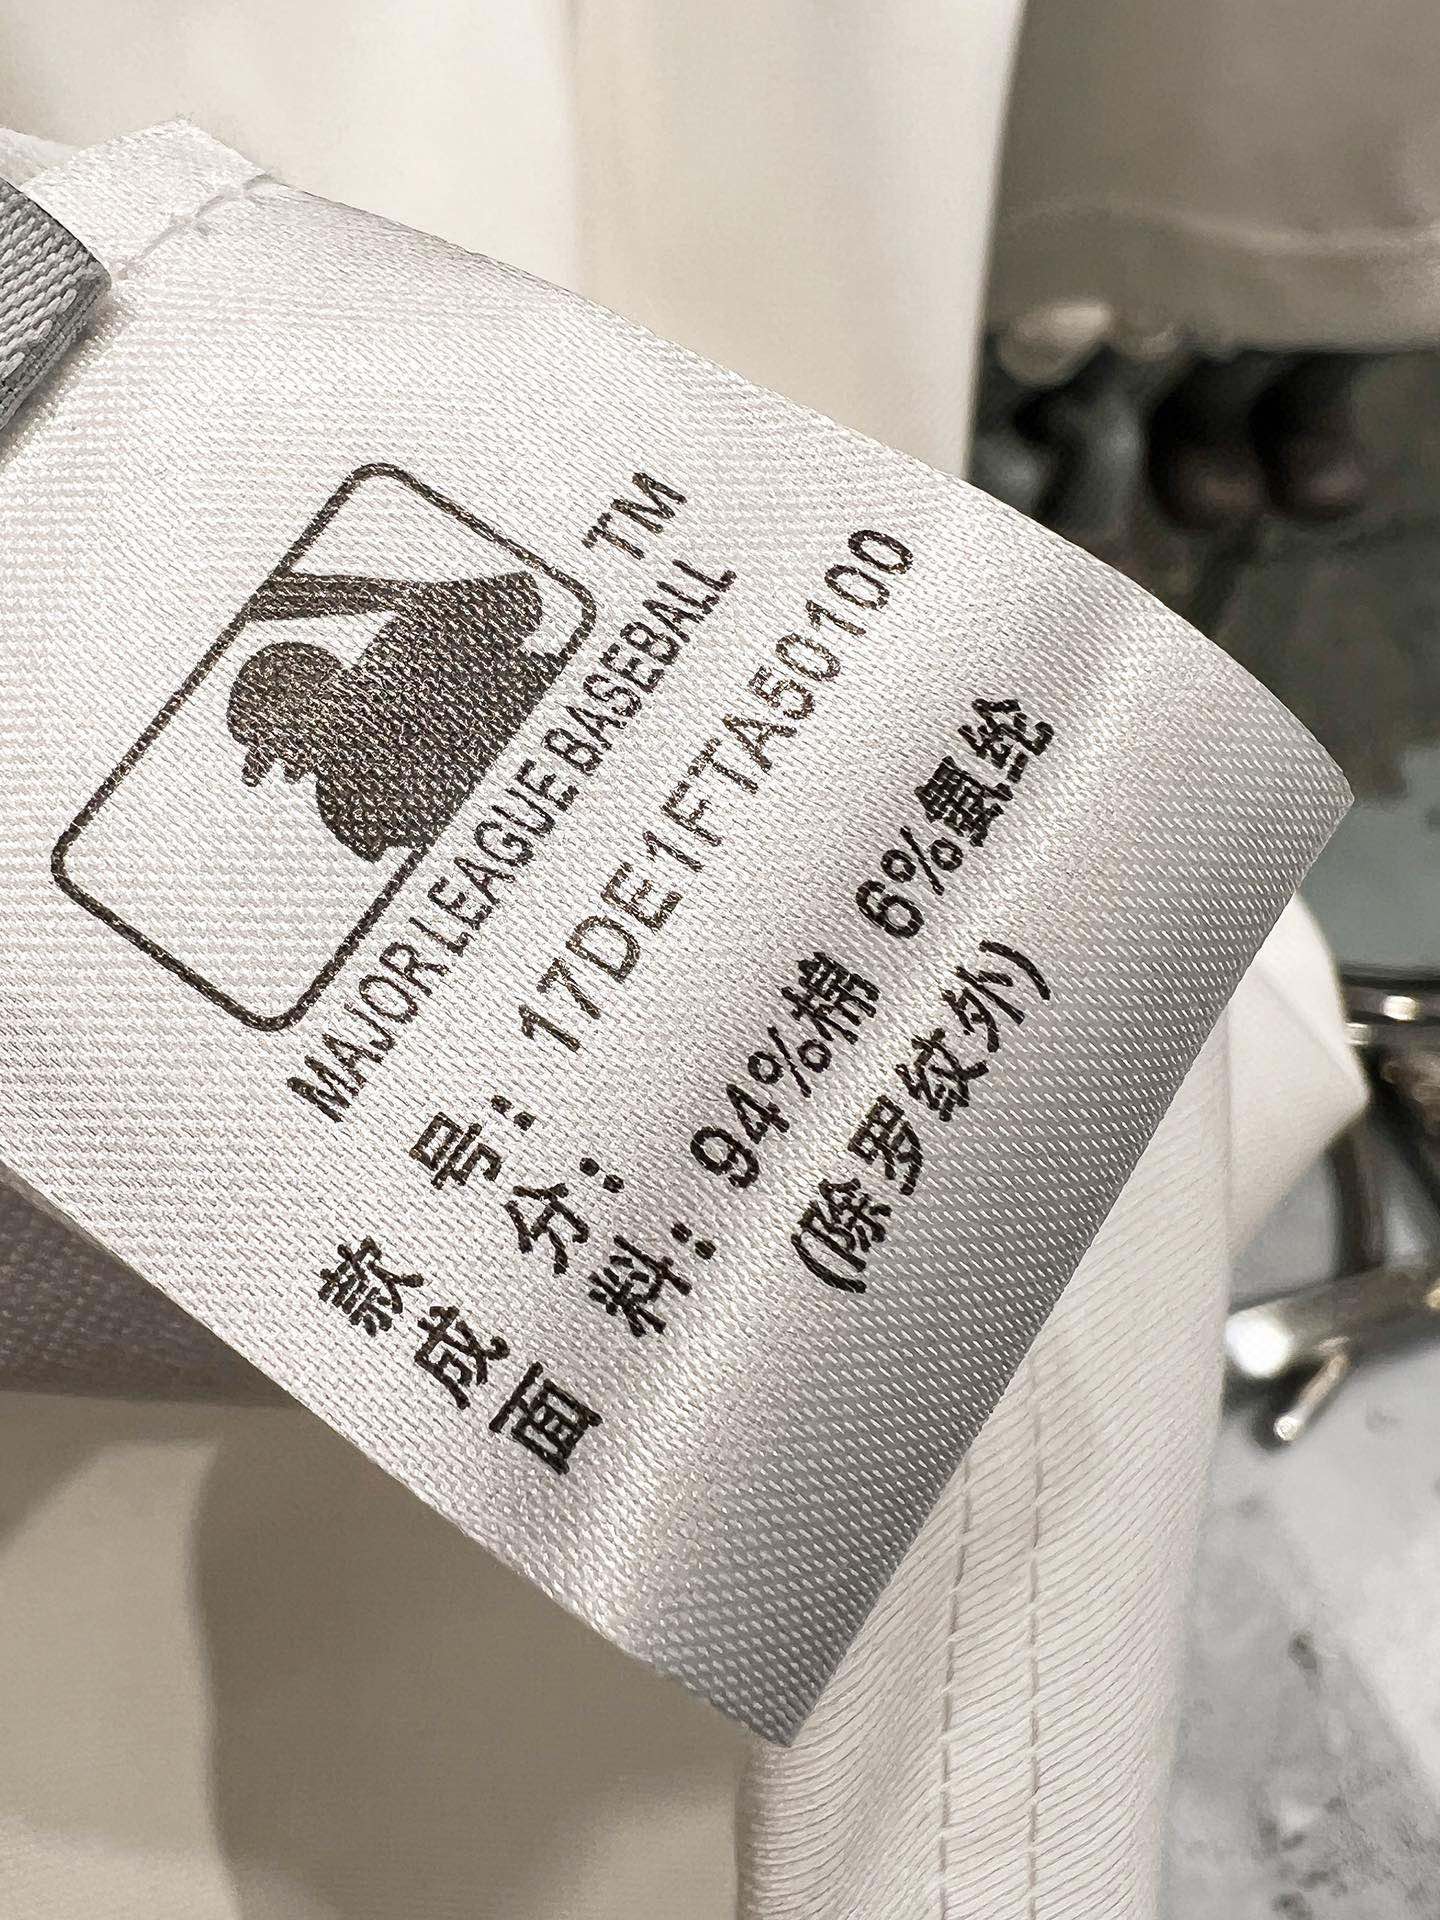 TM
MAJOR LEAGUE BASEBALL
款 号: 17DE1FTA50100
成 分:
面 料: 94%棉 6%氨纶
(除罗纹外)